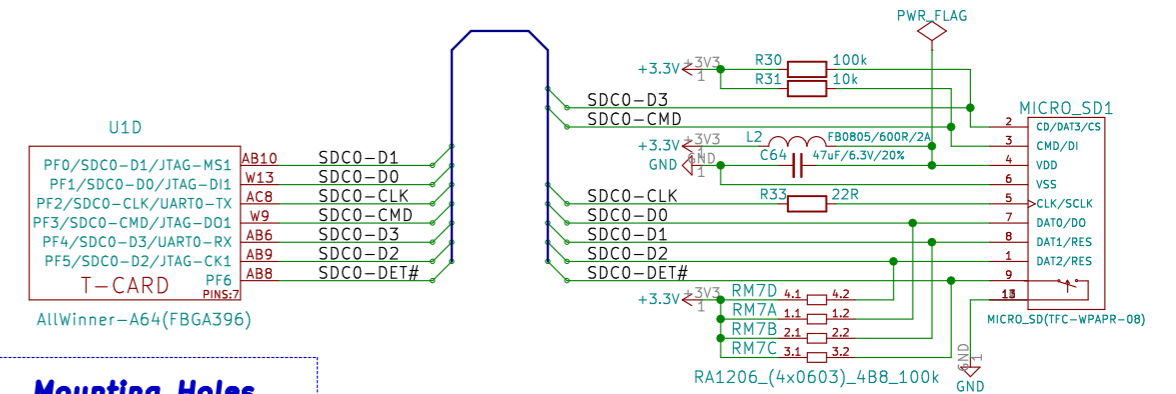 PWR_FLAG
+3.3V
+3V3
1
R30
100k
R31
10k
SDC0-D3
SDC0-CMD
MICRO_SD1
2
CD/DAT3/CS
3
CMD/DI
4
VDD
6
VSS
5
CLK/SCLK
7
DAT0/DO
8
DAT1/RES
1
DAT2/RES
9
MICRO_SD(TFC-WPAPR-08)
+3.3V
+3V3
1
L2
FB0805/600R/2A
GND
GND
1
C64
47uF/6.3V/20%
SDC0-CLK
R33
22R
SDC0-D0
SDC0-D1
SDC0-D2
SDC0-DET#
+3.3V
+3V3
1
RM7D
4.1
4.2
RM7A
1.1
1.2
RM7B
2.1
2.2
RM7C
3.1
3.2
RA1206_(4x0603)_4B8_100k
GND
1
GND
U1D
PF0/SDC0-D1/JTAG-MS1
AB10
SDC0-D1
PF1/SDC0-D0/JTAG-DI1
W13
SDC0-D0
PF2/SDC0-CLK/UART0-TX
AC8
SDC0-CLK
PF3/SDC0-CMD/JTAG-DO1
W9
SDC0-CMD
PF4/SDC0-D3/UART0-RX
AB6
SDC0-D3
PF5/SDC0-D2/JTAG-CK1
AB9
SDC0-D2
PF6
AB8
SDC0-DET#
T-CARD
PINS:7
AllWinner-A64(FBGA396)
Mounting Holes